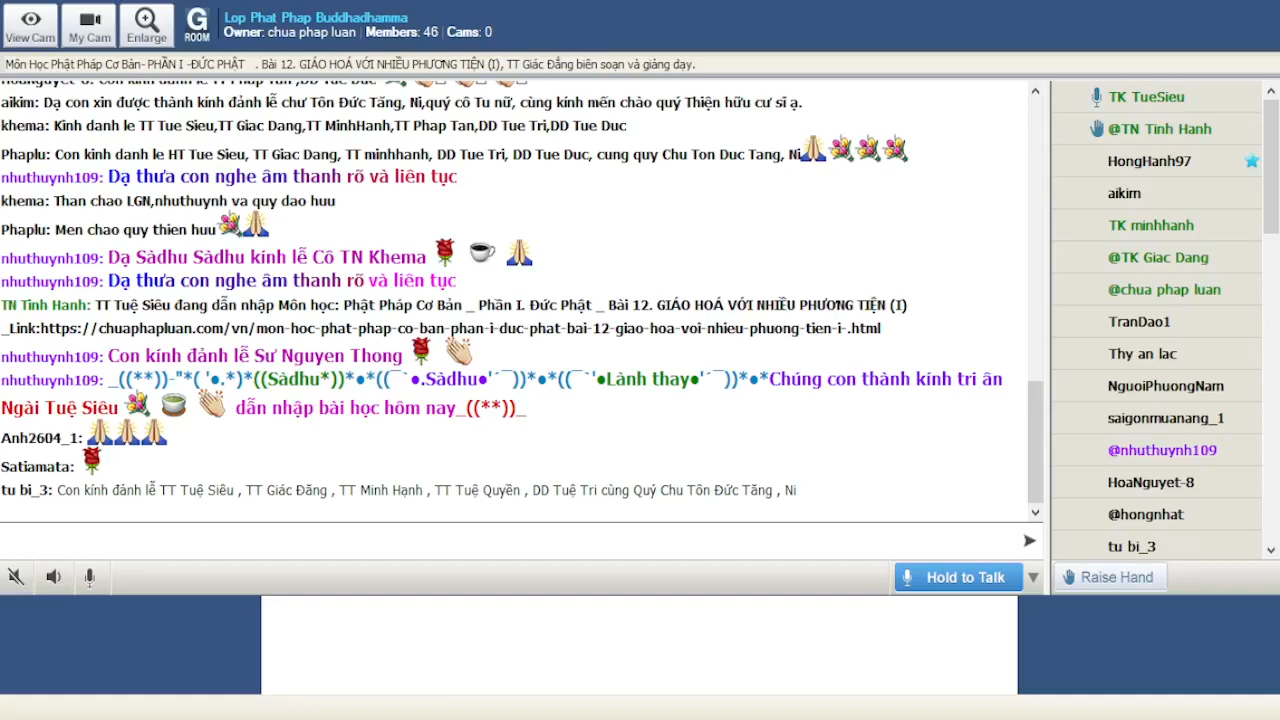 View Cam
My Cam
Enlarge
G
ROOM
Lop Phat Phap Buddhadhamma
Owner: chua phap luan | Members: 46 | Cams: 0
Môn Học Phật Pháp Cơ Bản- PHẦN I -ĐỨC PHẬT . Bài 12. GIÁO HOÁ VỚI NHIỀU PHƯƠNG TIỆN (I), TT Giác Đẳng biên soạn và giảng dạy.
aikim: Dạ con xin được thành kính đảnh lễ chư Tôn Đức Tăng, Ni,quý cô Tu nữ, cùng kính mến chào quý Thiện hữu cư sĩ ạ.
khema: Kinh danh le TT Tue Sieu,TT Giac Dang,TT MinhHanh,TT Phap Tan,DD Tue Tri,DD Tue Duc
Phaplu: Con kinh danh le HT Tue Sieu, TT Giac Dang, TT minhhanh, DD Tue Tri, DD Tue Duc, cung quy Chu Ton Duc Tang, Ni
nhuthuynh109: Dạ thưa con nghe âm thanh rõ và liên tục
khema: Than chao LGN,nhuthuynh va quy dao huu
Phaplu: Men chao quy thien huu
nhuthuynh109: Dạ Sàdhu Sàdhu kính lễ Cô TN Khema
nhuthuynh109: Dạ thưa con nghe âm thanh rõ và liên tục
TN Tinh Hanh: TT Tuệ Siêu đang dẫn nhập Môn học: Phật Pháp Cơ Bản _ Phần I. Đức Phật _ Bài 12. GIÁO HOÁ VỚI NHIỀU PHƯƠNG TIỆN (I)
_Link:https://chuaphapluan.com/vn/mon-hoc-phat-phap-co-ban-phan-i-duc-phat-bai-12-giao-hoa-voi-nhieu-phuong-tien-i-.html
nhuthuynh109: Con kính đảnh lễ Sư Nguyen Thong
nhuthuynh109: _((**))-"*( '●.*)*((Sàdhu*))*●*((¯`●.Sàdhu●'´¯))*●*((¯`'●Lành thay●'´¯))*●*Chúng con thành kính tri ân
Ngài Tuệ Siêu dẫn nhập bài học hôm nay_((**))_
Anh2604_1:
Satiamata:
tu bi_3: Con kính đảnh lễ TT Tuệ Siêu , TT Giác Đăng , TT Minh Hạnh , TT Tuệ Quyền , DD Tuệ Tri cùng Quý Chu Tôn Đức Tăng , Ni
Hold to Talk
TK TueSieu
@TN Tinh Hanh
HongHanh97
aikim
TK minhhanh
@TK Giac Dang
@chua phap luan
TranDao1
Thy an lac
NguoiPhuongNam
saigonmuanang_1
@nhuthuynh109
HoaNguyet-8
@hongnhat
tu bi_3
Raise Hand